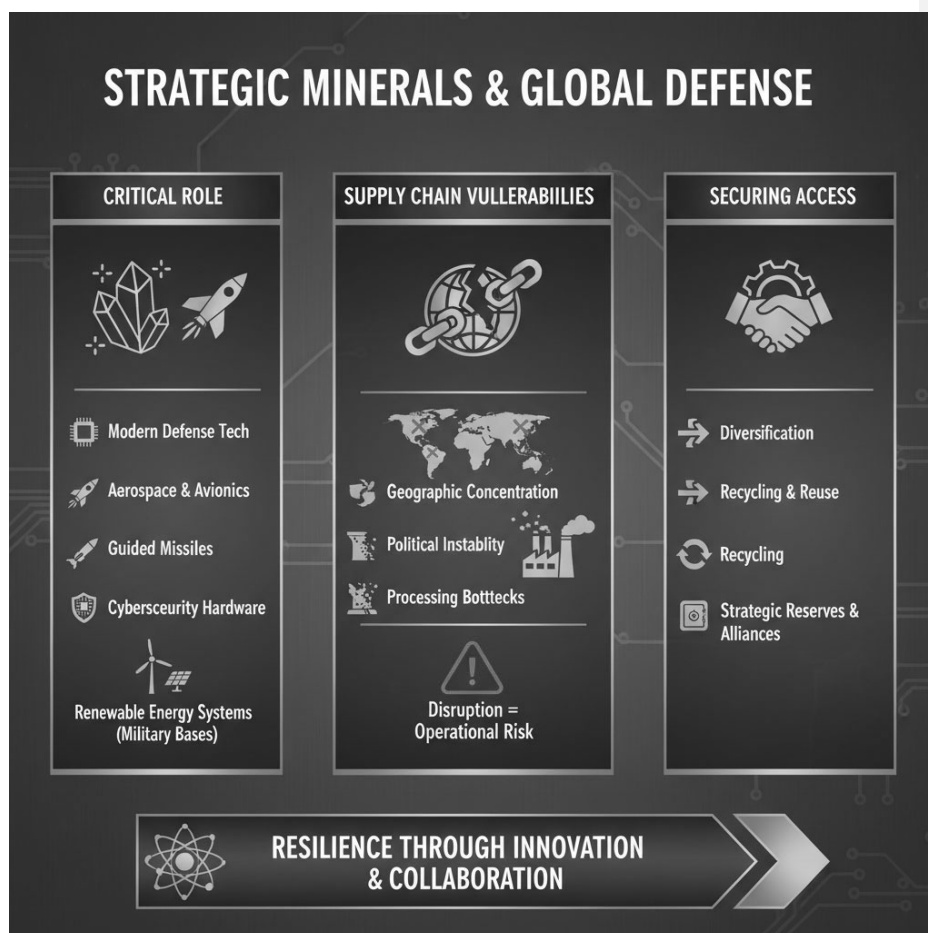 STRATEGIC MINERALS & GLOBAL DEFENSE
CRITICAL ROLE
Modern Defense Tech
Aerospace & Avionics
Guided Missiles
Cybersceurity Hardware
Renewable Energy Systems
(Military Bases)
SUPPLY CHAIN VULLERABIILIES
Geographic Concentration
Political Instablity
Processing Botttecks
Disruption =
Operational Risk
SECURING ACCESS
Diversification
Recycling & Reuse
Recycling
Strategic Reserves &
Alliances
RESILIENCE THROUGH INNOVATION
& COLLABORATION